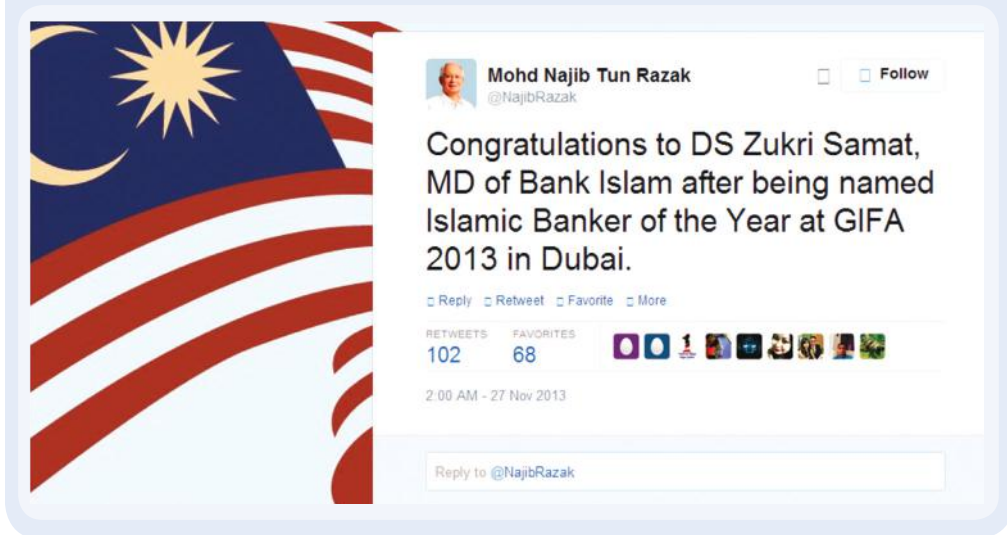 Mohd Najib Tun Razak
Follow
@NajibRazak
Congratulations to DS Zukri Samat,
MD of Bank Islam after being named
Islamic Banker of the Year at GIFA
2013 in Dubai.
Reply Retweet Favorite More
RETWEETS FAVORITES
102 68
2:00 AM - 27 Nov 2013
Reply to @NajibRazak